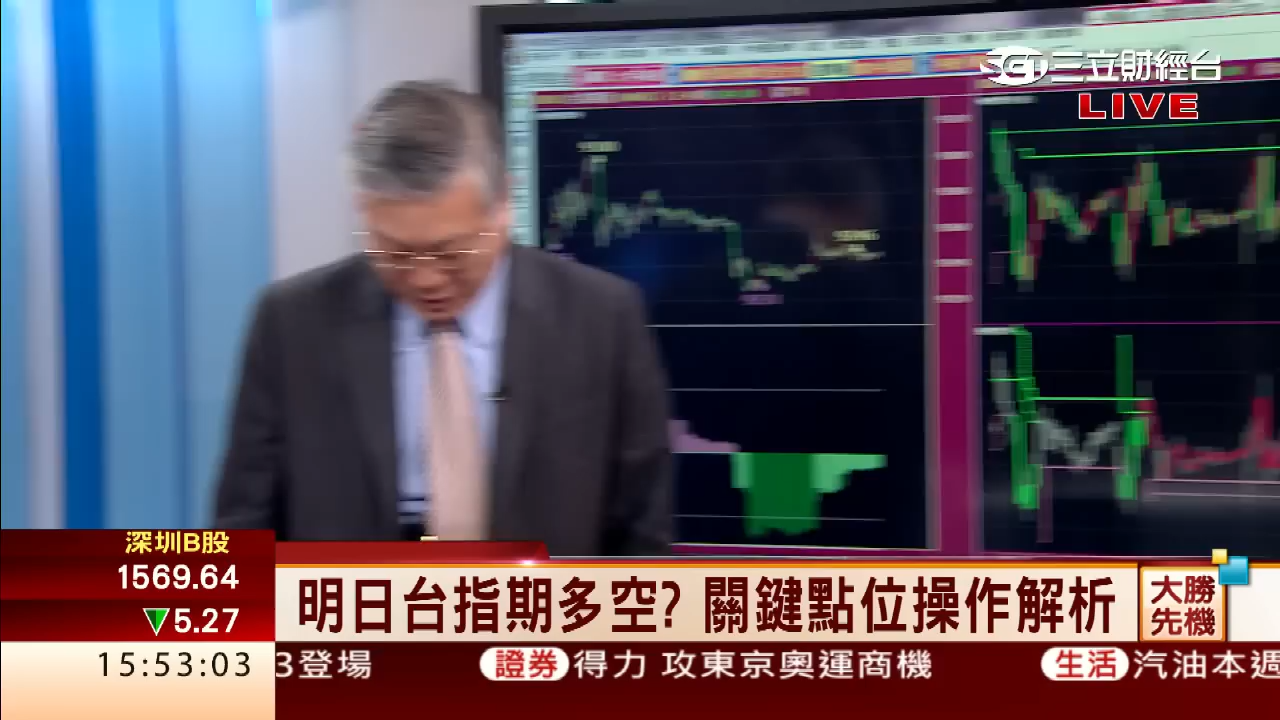 三立財經台
LIVE
深圳B股
1569.64
▼5.27
15:53:03
明日台指期多空? 關鍵點位操作解析
大勝
先機
3登場 證券 得力 攻東京奧運商機 生活 汽油本週